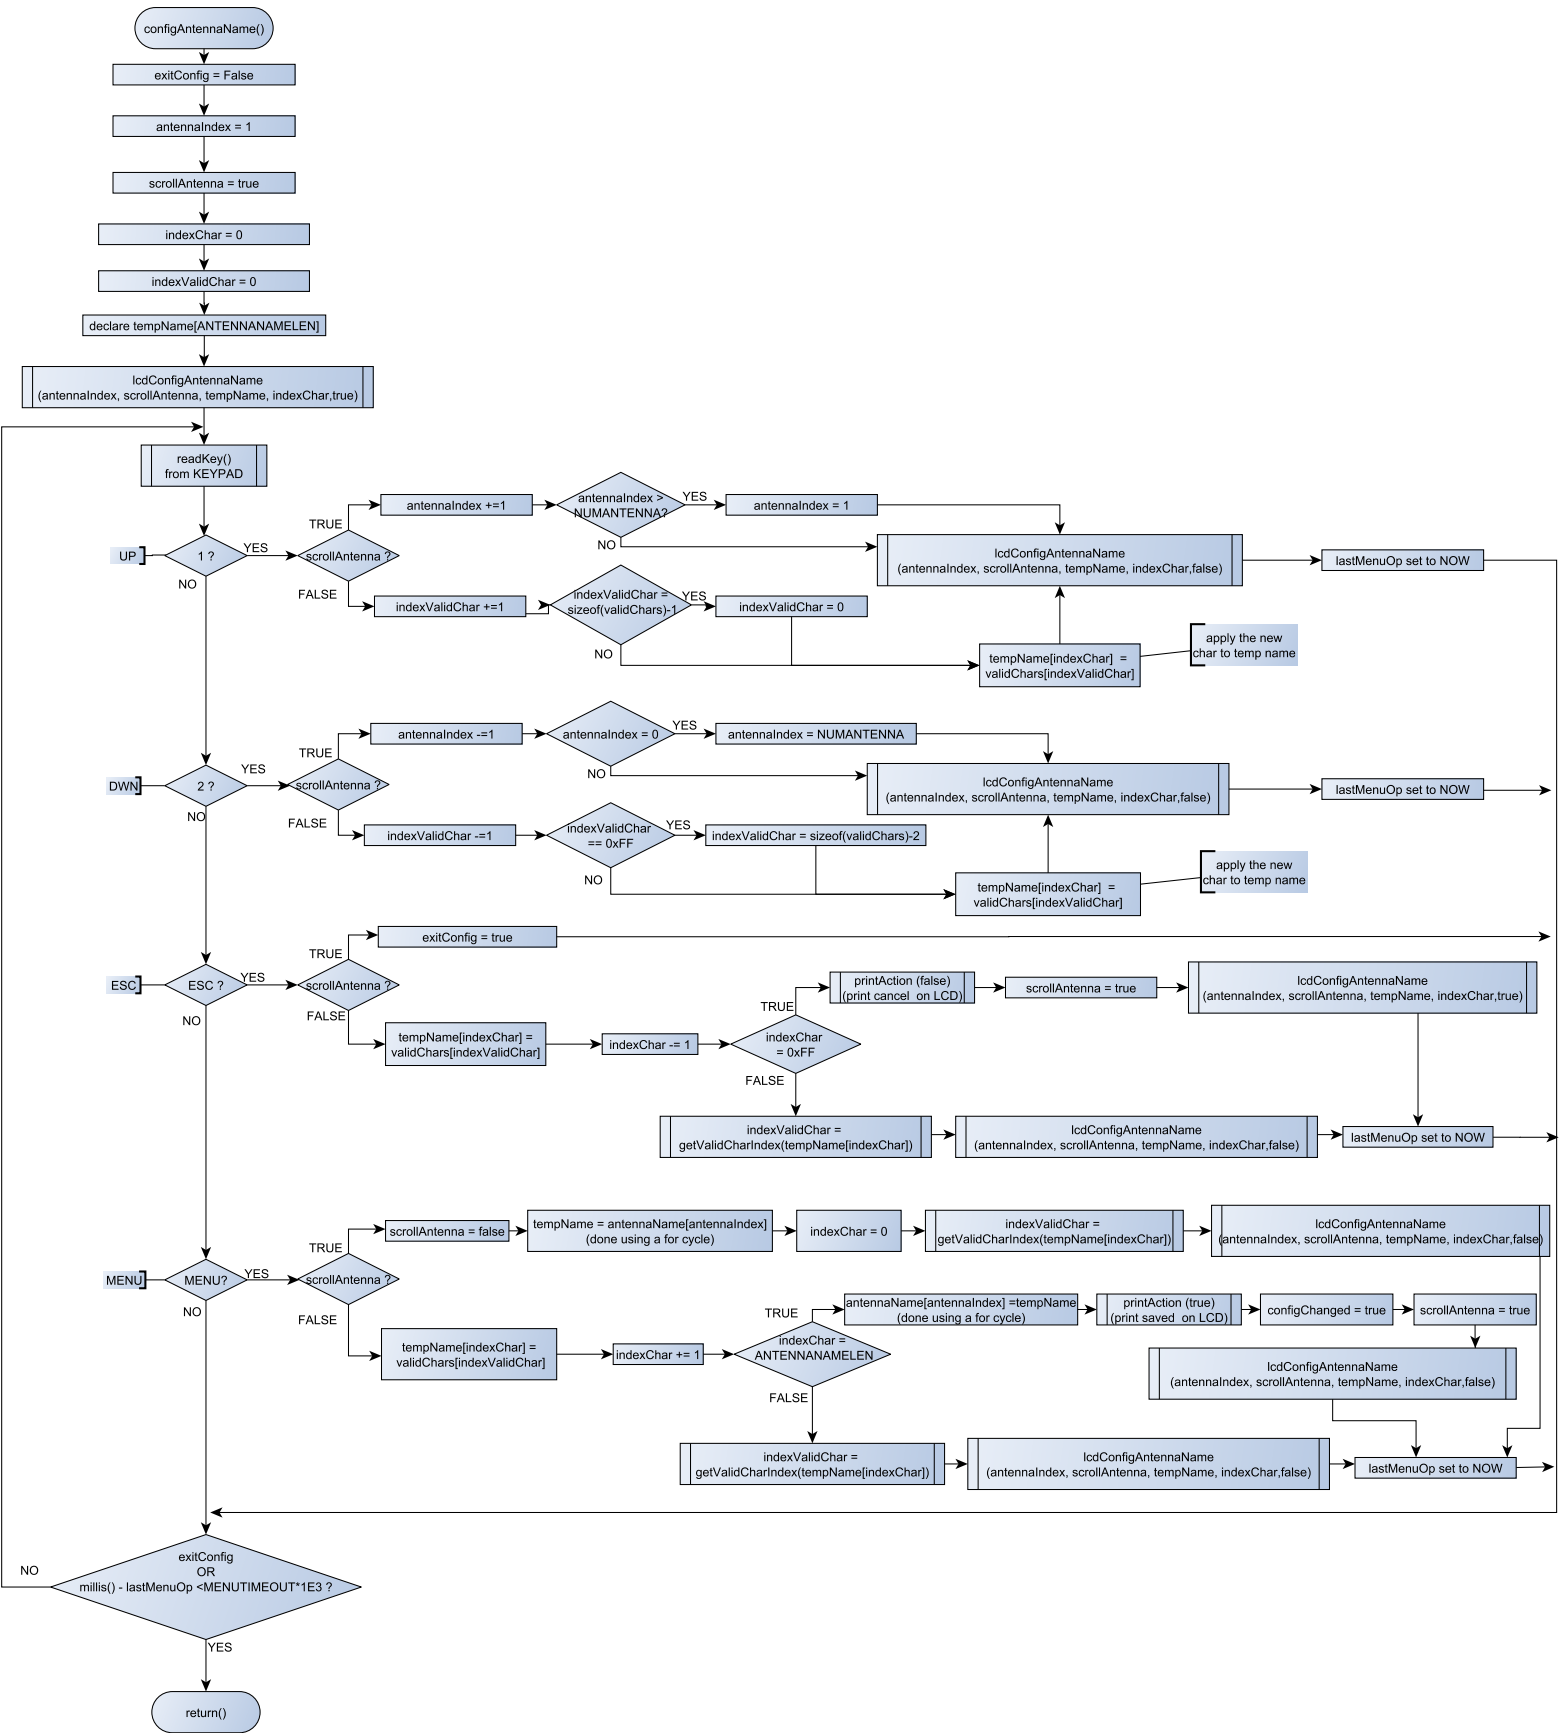 configAntennaName()
exitConfig = False
antennaIndex = 1
scrollAntenna = true
indexChar = 0
indexValidChar = 0
declare tempName[ANTENNANAMELEN]
lcdConfigAntennaName
(antennaIndex, scrollAntenna, tempName, indexChar,true)
readKey()
from KEYPAD
UP
1 ?
YES
NO
scrollAntenna ?
TRUE
FALSE
antennaIndex +=1
antennaIndex >
NUMANTENNA?
YES
NO
antennaIndex = 1
lcdConfigAntennaName
(antennaIndex, scrollAntenna, tempName, indexChar,false)
lastMenuOp set to NOW
indexValidChar +=1
indexValidChar =
sizeof(validChars)-1
YES
NO
indexValidChar = 0
tempName[indexChar] =
validChars[indexValidChar]
apply the new
char to temp name
DWN
2 ?
YES
NO
scrollAntenna ?
TRUE
FALSE
antennaIndex -=1
antennaIndex = 0
YES
NO
antennaIndex = NUMANTENNA
lcdConfigAntennaName
(antennaIndex, scrollAntenna, tempName, indexChar,false)
lastMenuOp set to NOW
indexValidChar -=1
indexValidChar
== 0xFF
YES
NO
indexValidChar = sizeof(validChars)-2
tempName[indexChar] =
validChars[indexValidChar]
apply the new
char to temp name
ESC
ESC ?
YES
NO
scrollAntenna ?
TRUE
FALSE
exitConfig = true
tempName[indexChar] =
validChars[indexValidChar]
indexChar -= 1
indexChar
= 0xFF
TRUE
FALSE
printAction (false)
(print cancel on LCD)
scrollAntenna = true
lcdConfigAntennaName
(antennaIndex, scrollAntenna, tempName, indexChar,true)
indexValidChar =
getValidCharIndex(tempName[indexChar])
lcdConfigAntennaName
(antennaIndex, scrollAntenna, tempName, indexChar,false)
lastMenuOp set to NOW
MENU
MENU?
YES
NO
scrollAntenna ?
TRUE
FALSE
scrollAntenna = false
tempName = antennaName[antennaIndex]
(done using a for cycle)
indexChar = 0
indexValidChar =
getValidCharIndex(tempName[indexChar])
lcdConfigAntennaName
(antennaIndex, scrollAntenna, tempName, indexChar,false)
tempName[indexChar] =
validChars[indexValidChar]
indexChar += 1
indexChar =
ANTENNANAMELEN
TRUE
FALSE
antennaName[antennaIndex] =tempName
(done using a for cycle)
printAction (true)
(print saved on LCD)
configChanged = true
scrollAntenna = true
lcdConfigAntennaName
(antennaIndex, scrollAntenna, tempName, indexChar,false)
indexValidChar =
getValidCharIndex(tempName[indexChar])
lcdConfigAntennaName
(antennaIndex, scrollAntenna, tempName, indexChar,false)
lastMenuOp set to NOW
exitConfig
OR
millis() - lastMenuOp <MENUTIMEOUT*1E3 ?
NO
YES
return()